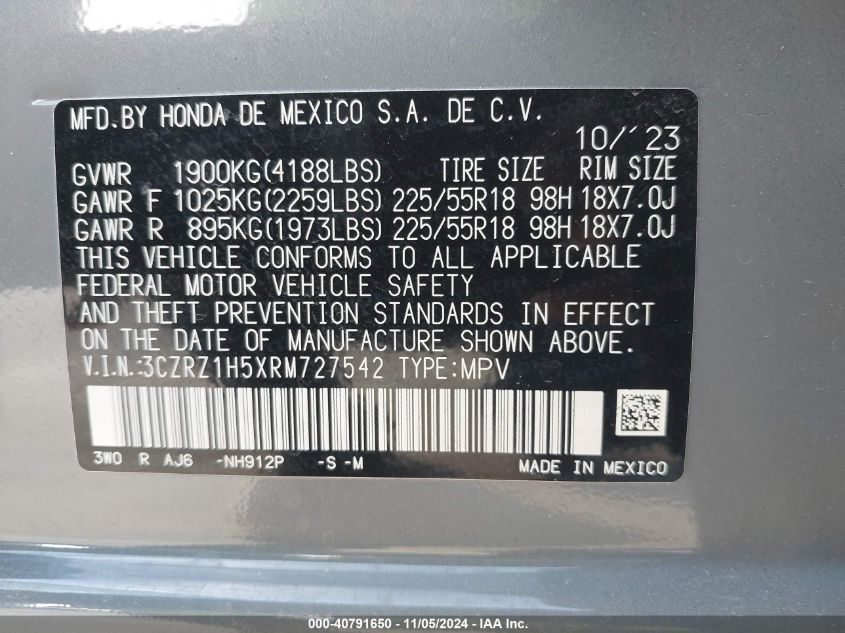 MFD.BY HONDA DE MEXICO S.A. DE C.V.
10/´23
GVWR 1900KG(4188LBS) TIRE SIZE RIM SIZE
GAWR F 1025KG(2259LBS) 225/55R18 98H 18X7.0J
GAWR R 895KG(1973LBS) 225/55R18 98H 18X7.0J
THIS VEHICLE CONFORMS TO ALL APPLICABLE
FEDERAL MOTOR VEHICLE SAFETY
AND THEFT PREVENTION STANDARDS IN EFFECT
ON THE DATE OF MANUFACTURE SHOWN ABOVE.
V.I.N.:3CZRZ1H5XRM727542 TYPE:MPV
3W0 R AJ6 -NH912P -S -M
MADE IN MEXICO
000-40791650 - 11/05/2024 - IAA Inc.